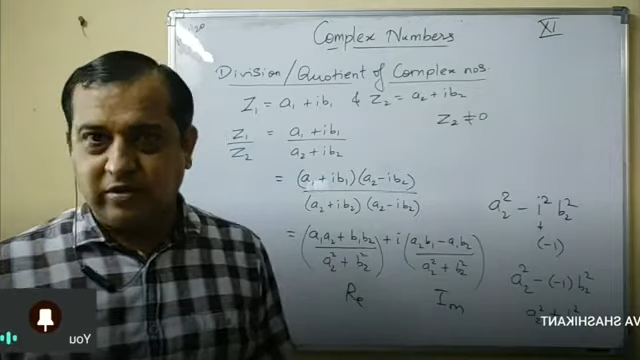 Complex Numbers
XI
Division/Quotient of Complex nos.
Z₁ = a₁ + ib₁ & Z₂ = a₂ + ib₂
Z₂ ≠ 0
Z₁/Z₂ = (a₁ + ib₁)/(a₂ + ib₂)
= (a₁ + ib₁)(a₂ - ib₂)/(a₂ + ib₂)(a₂ - ib₂)
= ((a₁a₂ + b₁b₂)/(a₂² + b₂²)) + i((a₂b₁ - a₁b₂)/(a₂² + b₂²))
Re Im
a₂² - i² b₂²
(-1)
a₂² - (-1) b₂²
You
VA SHASHIKANT